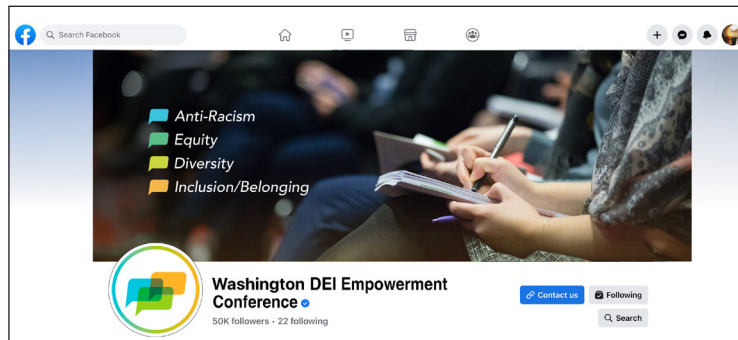 Search Facebook
Anti-Racism
Equity
Diversity
Inclusion/Belonging
Washington DEI Empowerment
Conference
50K followers • 22 following
Contact us
Following
Search